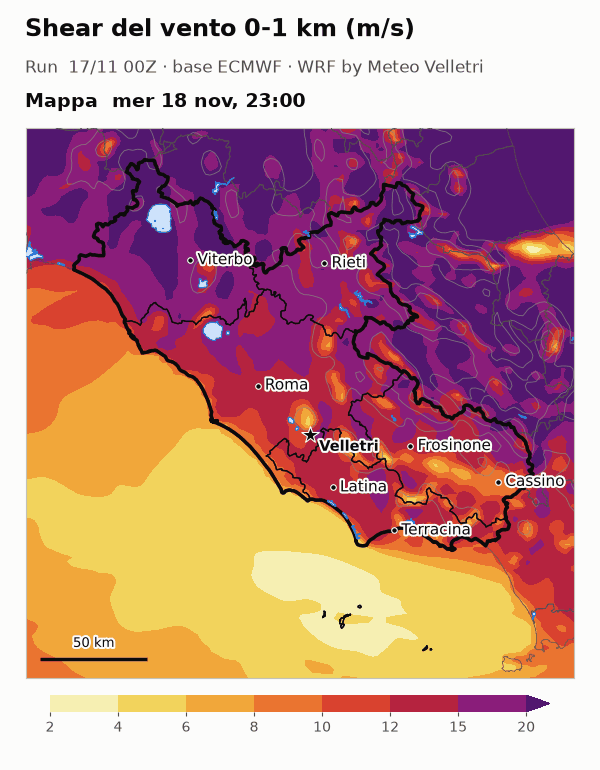 Shear del vento 0-1 km (m/s)
Run  17/11 00Z · base ECMWF · WRF by Meteo Velletri
Mappa  mer 18 nov, 23:00
Viterbo
Rieti
Roma
Velletri
Frosinone
Cassino
Latina
Terracina
50 km
2 4 6 8 10 12 15 20